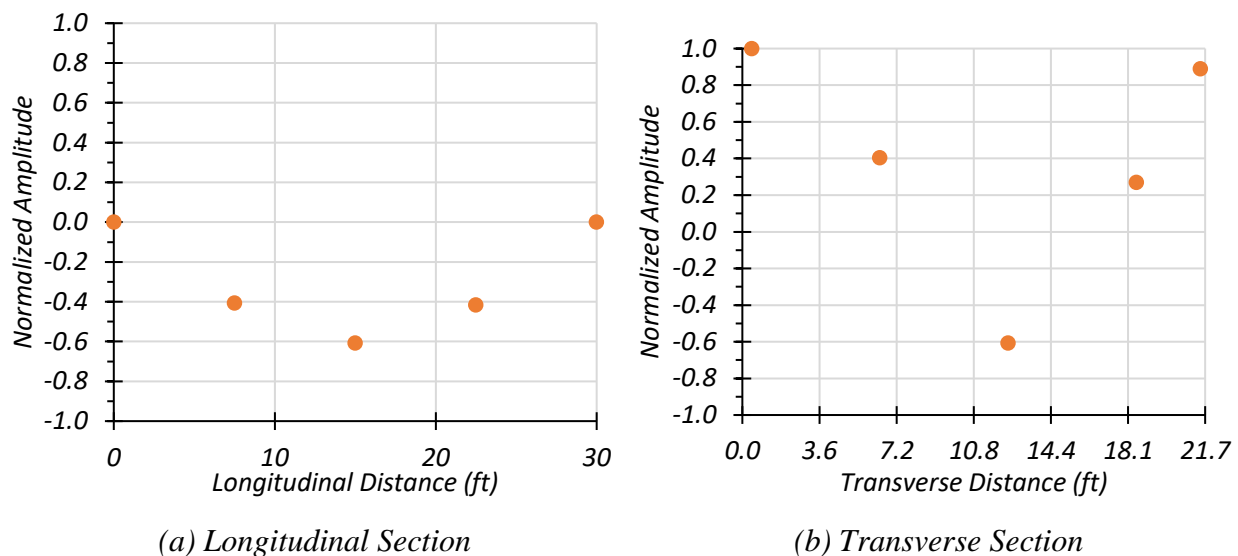 Normalized Amplitude
1.0
0.8
0.6
0.4
0.2
0.0
-0.2
-0.4
-0.6
-0.8
-1.0
0 10 20 30
Longitudinal Distance (ft)
(a) Longitudinal Section
Normalized Amplitude
1.0
0.8
0.6
0.4
0.2
0.0
-0.2
-0.4
-0.6
-0.8
-1.0
0.0 3.6 7.2 10.8 14.4 18.1 21.7
Transverse Distance (ft)
(b) Transverse Section